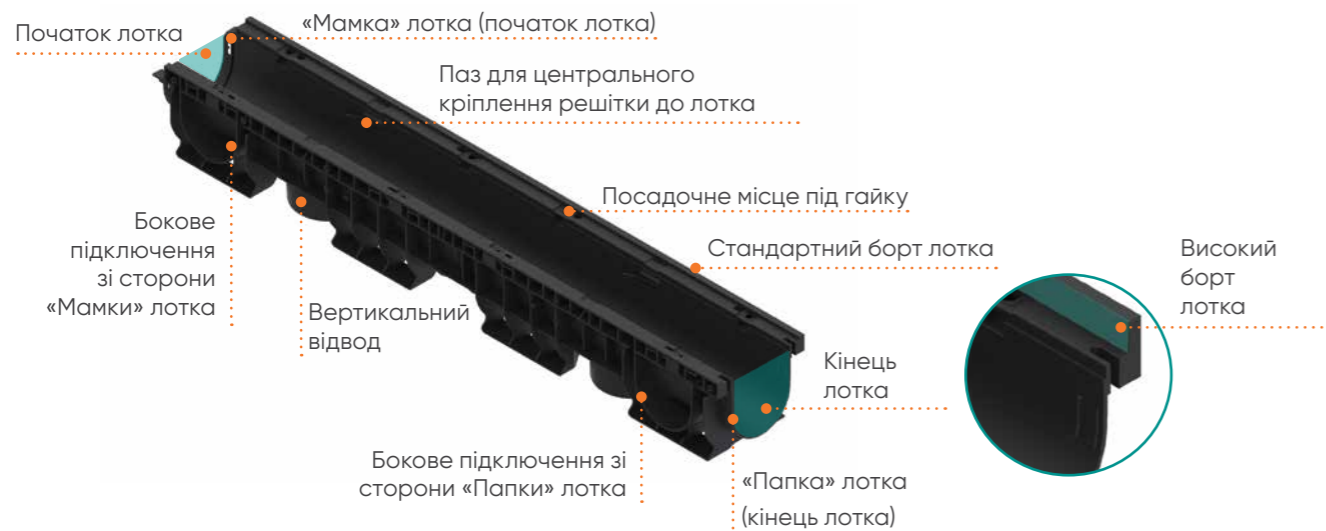 Початок лотка
«Мамка» лотка (початок лотка)
Паз для центрального
кріплення решітки до лотка
Посадочне місце під гайку
Стандартний борт лотка
Високий
борт
лотка
Бокове
підключення
зі сторони
«Мамки» лотка
Вертикальний
відвод
Кінець
лотка
Бокове підключення зі
сторони «Папки» лотка
«Папка» лотка
(кінець лотка)